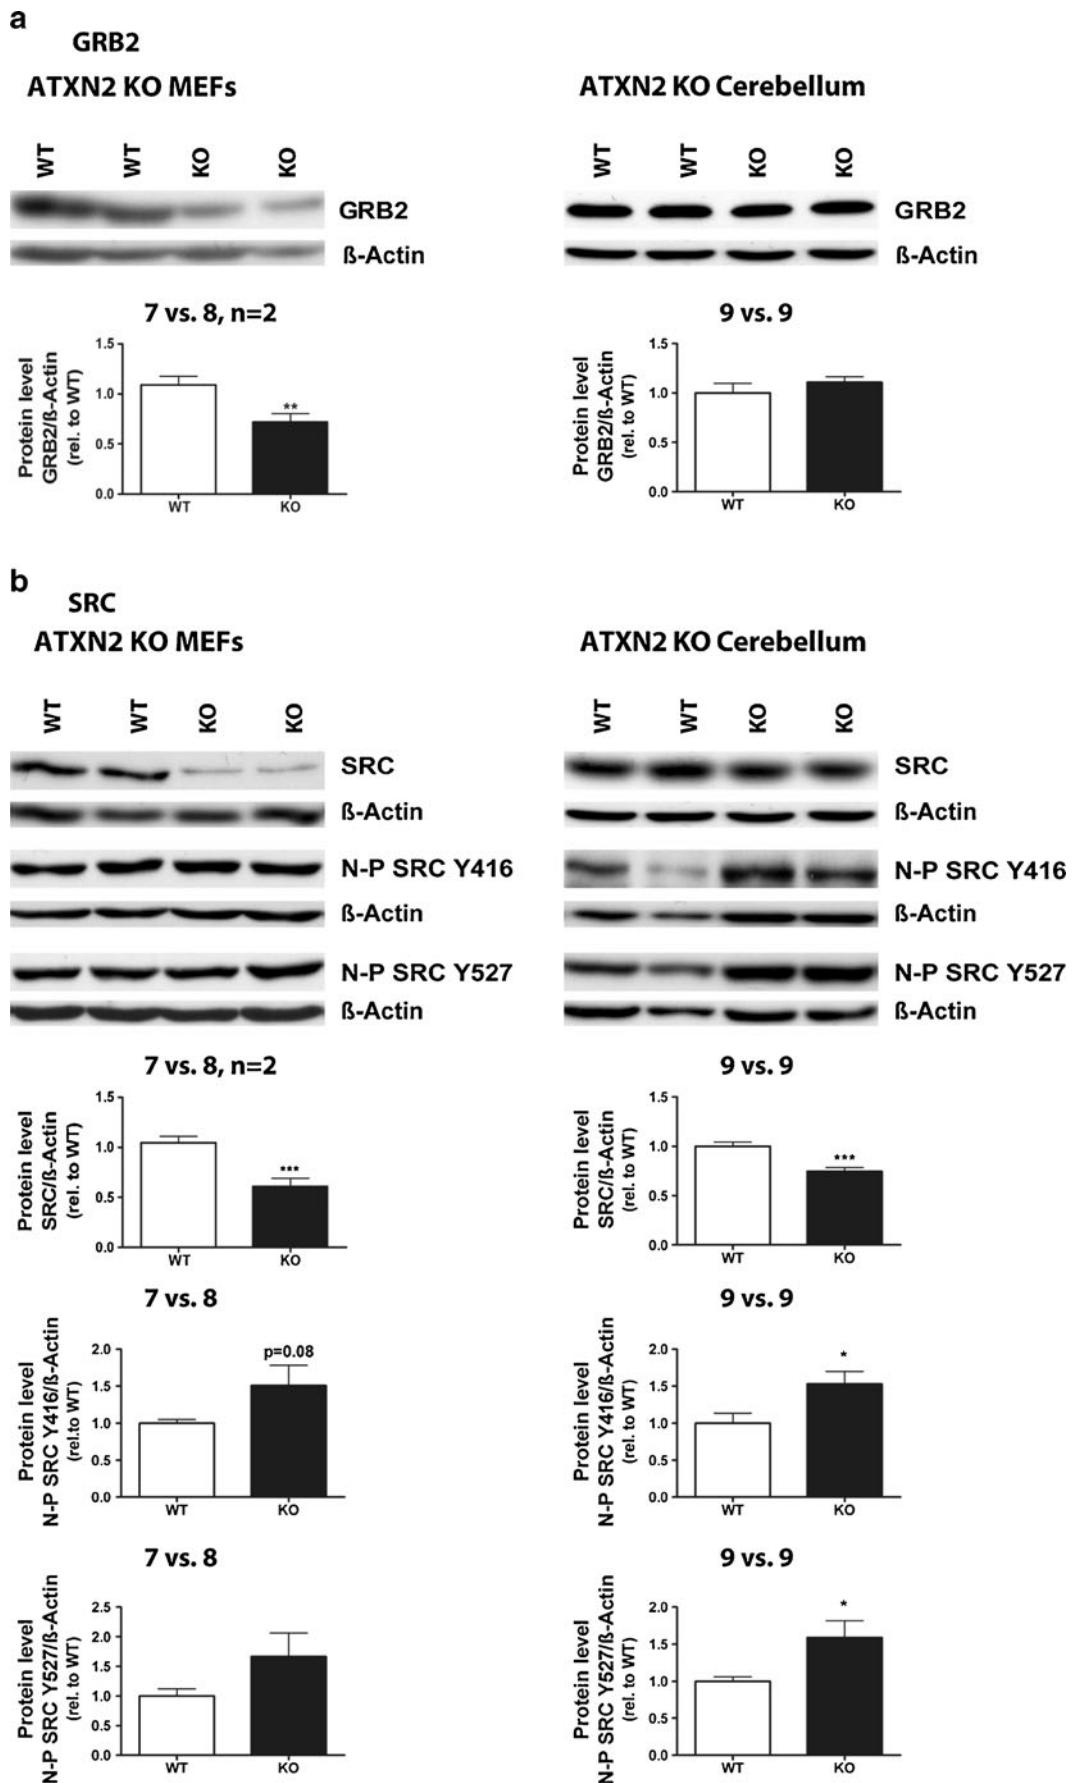 a
GRB2
ATXN2 KO MEFs
WT WT KO KO
GRB2
ß-Actin
7 vs. 8, n=2
Protein level
GRB2/ß-Actin
(rel. to WT)
1.5
1.0
**
0.5
0.0
WT KO
ATXN2 KO Cerebellum
WT WT KO KO
GRB2
ß-Actin
9 vs. 9
Protein level
GRB2/ß-Actin
(rel. to WT)
1.5
1.0
0.5
0.0
WT KO
b
SRC
ATXN2 KO MEFs
WT WT KO KO
SRC
ß-Actin
N-P SRC Y416
ß-Actin
N-P SRC Y527
ß-Actin
ATXN2 KO Cerebellum
WT WT KO KO
SRC
ß-Actin
N-P SRC Y416
ß-Actin
N-P SRC Y527
ß-Actin
7 vs. 8, n=2
Protein level
SRC/ß-Actin
(rel. to WT)
1.5
1.0
***
0.5
0.0
WT KO
9 vs. 9
Protein level
SRC/ß-Actin
(rel. to WT)
1.5
1.0
***
0.5
0.0
WT KO
7 vs. 8
Protein level
N-P SRC Y416/ß-Actin
(rel.to WT)
2.0
p=0.08
1.5
1.0
0.5
0.0
WT KO
9 vs. 9
Protein level
N-P SRC Y416/ß-Actin
(rel. to WT)
2.0
*
1.5
1.0
0.5
0.0
WT KO
7 vs. 8
Protein level
N-P SRC Y527/ß-Actin
(rel. to WT)
2.5
2.0
1.5
1.0
0.5
0.0
WT KO
9 vs. 9
Protein level
N-P SRC Y527/ß-Actin
(rel. to WT)
2.0
*
1.5
1.0
0.5
0.0
WT KO